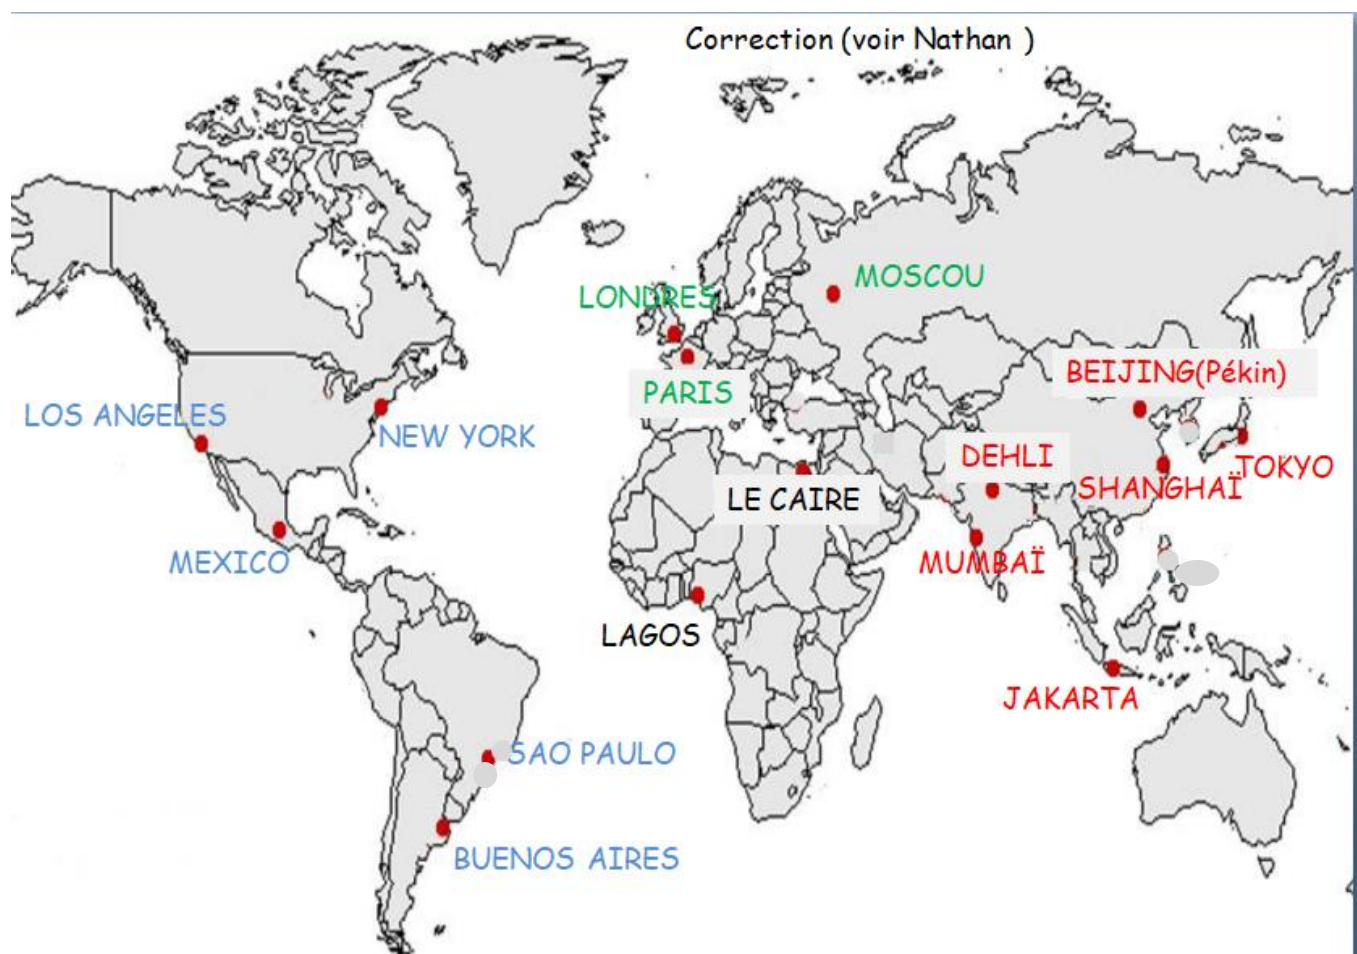 Correction (voir Nathan )
MOSCOU
LONDRES
BEIJING(Pékin)
PARIS
LOS ANGELES
NEW YORK
DEHLI
TOKYO
SHANGHAÏ
LE CAIRE
MEXICO
MUMBAÏ
LAGOS
JAKARTA
SAO PAULO
BUENOS AIRES